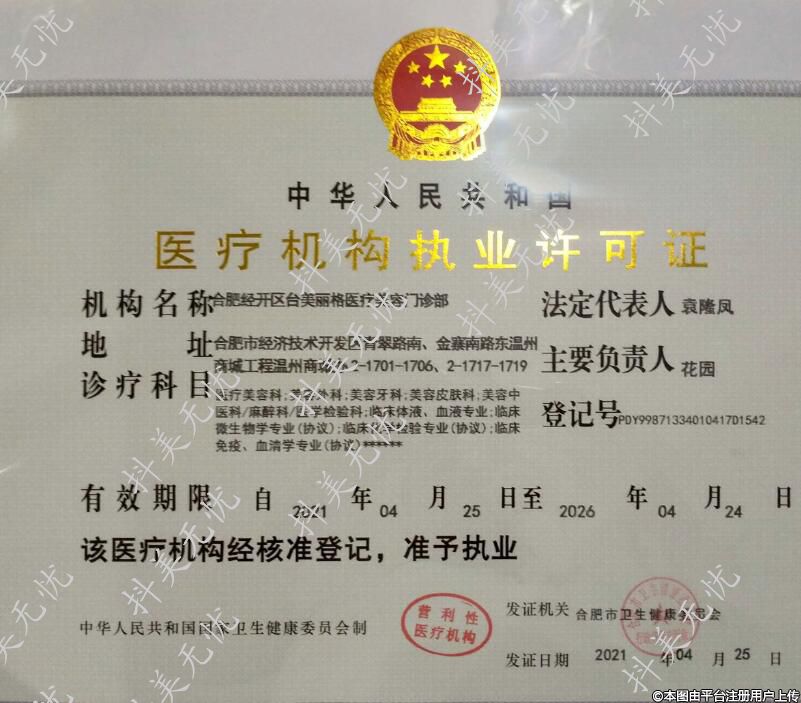 中华人民共和国
医疗机构执业许可证
机构名称 合肥经开区台美丽格医疗美容门诊部
法定代表人 袁隆凤
地址 合肥市经济技术开发区青翠路南、金寨南路东温州
商城工程温州商城 2-1701-1706、2-1717-1719
主要负责人 花园
诊疗科目 医疗美容科;美容外科;美容牙科;美容皮肤科;美容中
医科/麻醉科/医学检验科;临床体液、血液专业;临床
微生物学专业(协议);临床化学检验专业(协议);临床
免疫、血清学专业(协议)******
登记号 PDY99871334010417D1542
有效期限 自 2021 年 04 月 25 日至 2026 年 04 月 24 日
该医疗机构经核准登记，准予执业
营利性
医疗机构
中华人民共和国国家卫生健康委员会制
发证机关 合肥市卫生健康委员会
发证日期 2021 年 04 月 25 日
抖美无忧
©本图由平台注册用户上传